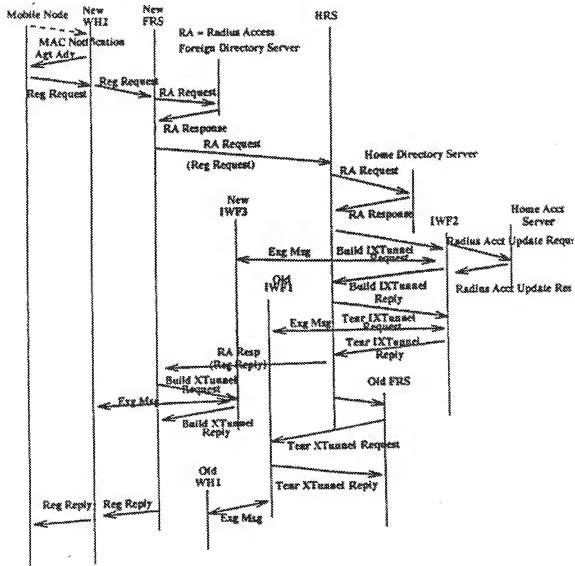 Mobile Node
New
WH2
New
FRS
HRS
RA = Radius Access
MAC Notification
Foreign Directory Server
Agt Adv
Reg Request
Reg Request
RA Request
RA Response
RA Request
(Reg Request)
Home Directory Server
RA Request
RA Response
New
IWF3
IWF2
Home Acct
Server
Radius Acct Update Requ
Exg Msg
Build IXTunnel
Request
Old
IWF1
Build IXTunnel
Reply
Radius Acct Update Res
Tear IXTunnel
Request
Exg Msg
Tear IXTunnel
Reply
RA Resp
(Reg Reply)
Build XTunnel
Request
Old FRS
Exg Msg
Build XTunnel
Reply
Tear XTunnel Request
Old
WH1
Tear XTunnel Reply
Reg Reply
Reg Reply
Exg Msg